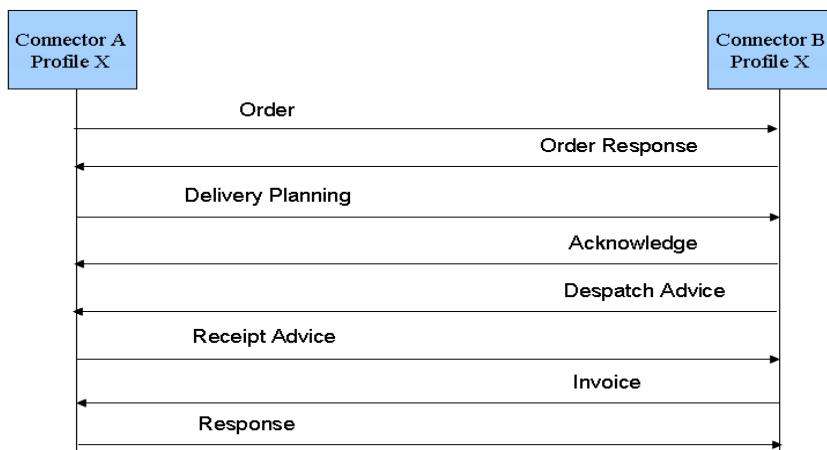 Connector A
Profile X
Connector B
Profile X
Order
Order Response
Delivery Planning
Acknowledge
Despatch Advice
Receipt Advice
Invoice
Response